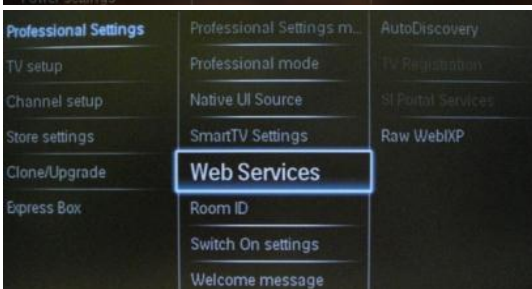 Power settings
Professional Settings
TV setup
Channel setup
Store settings
Clone/Upgrade
Express Box
Professional Settings m...
Professional mode
Native UI Source
SmartTV Settings
Web Services
Room ID
Switch On settings
Welcome message
AutoDiscovery
TV Registration
SI Portal Services
Raw WebIXP